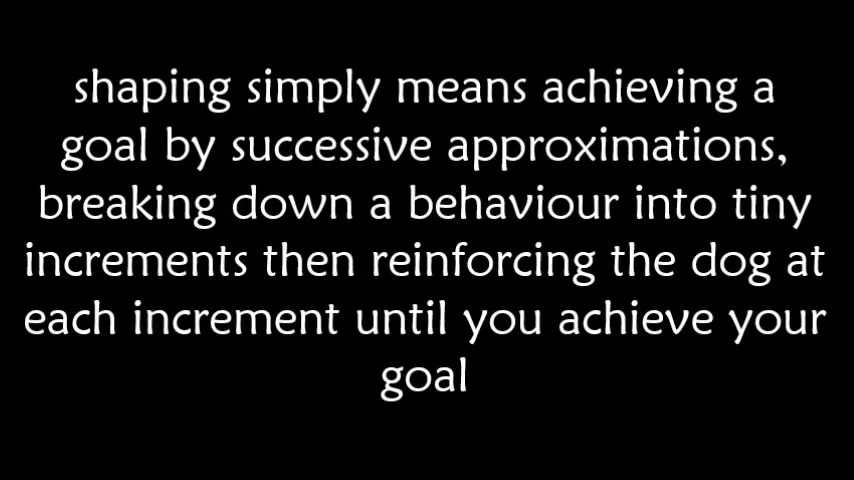 shaping simply means achieving a
goal by successive approximations,
breaking down a behaviour into tiny
increments then reinforcing the dog at
each increment until you achieve your
goal